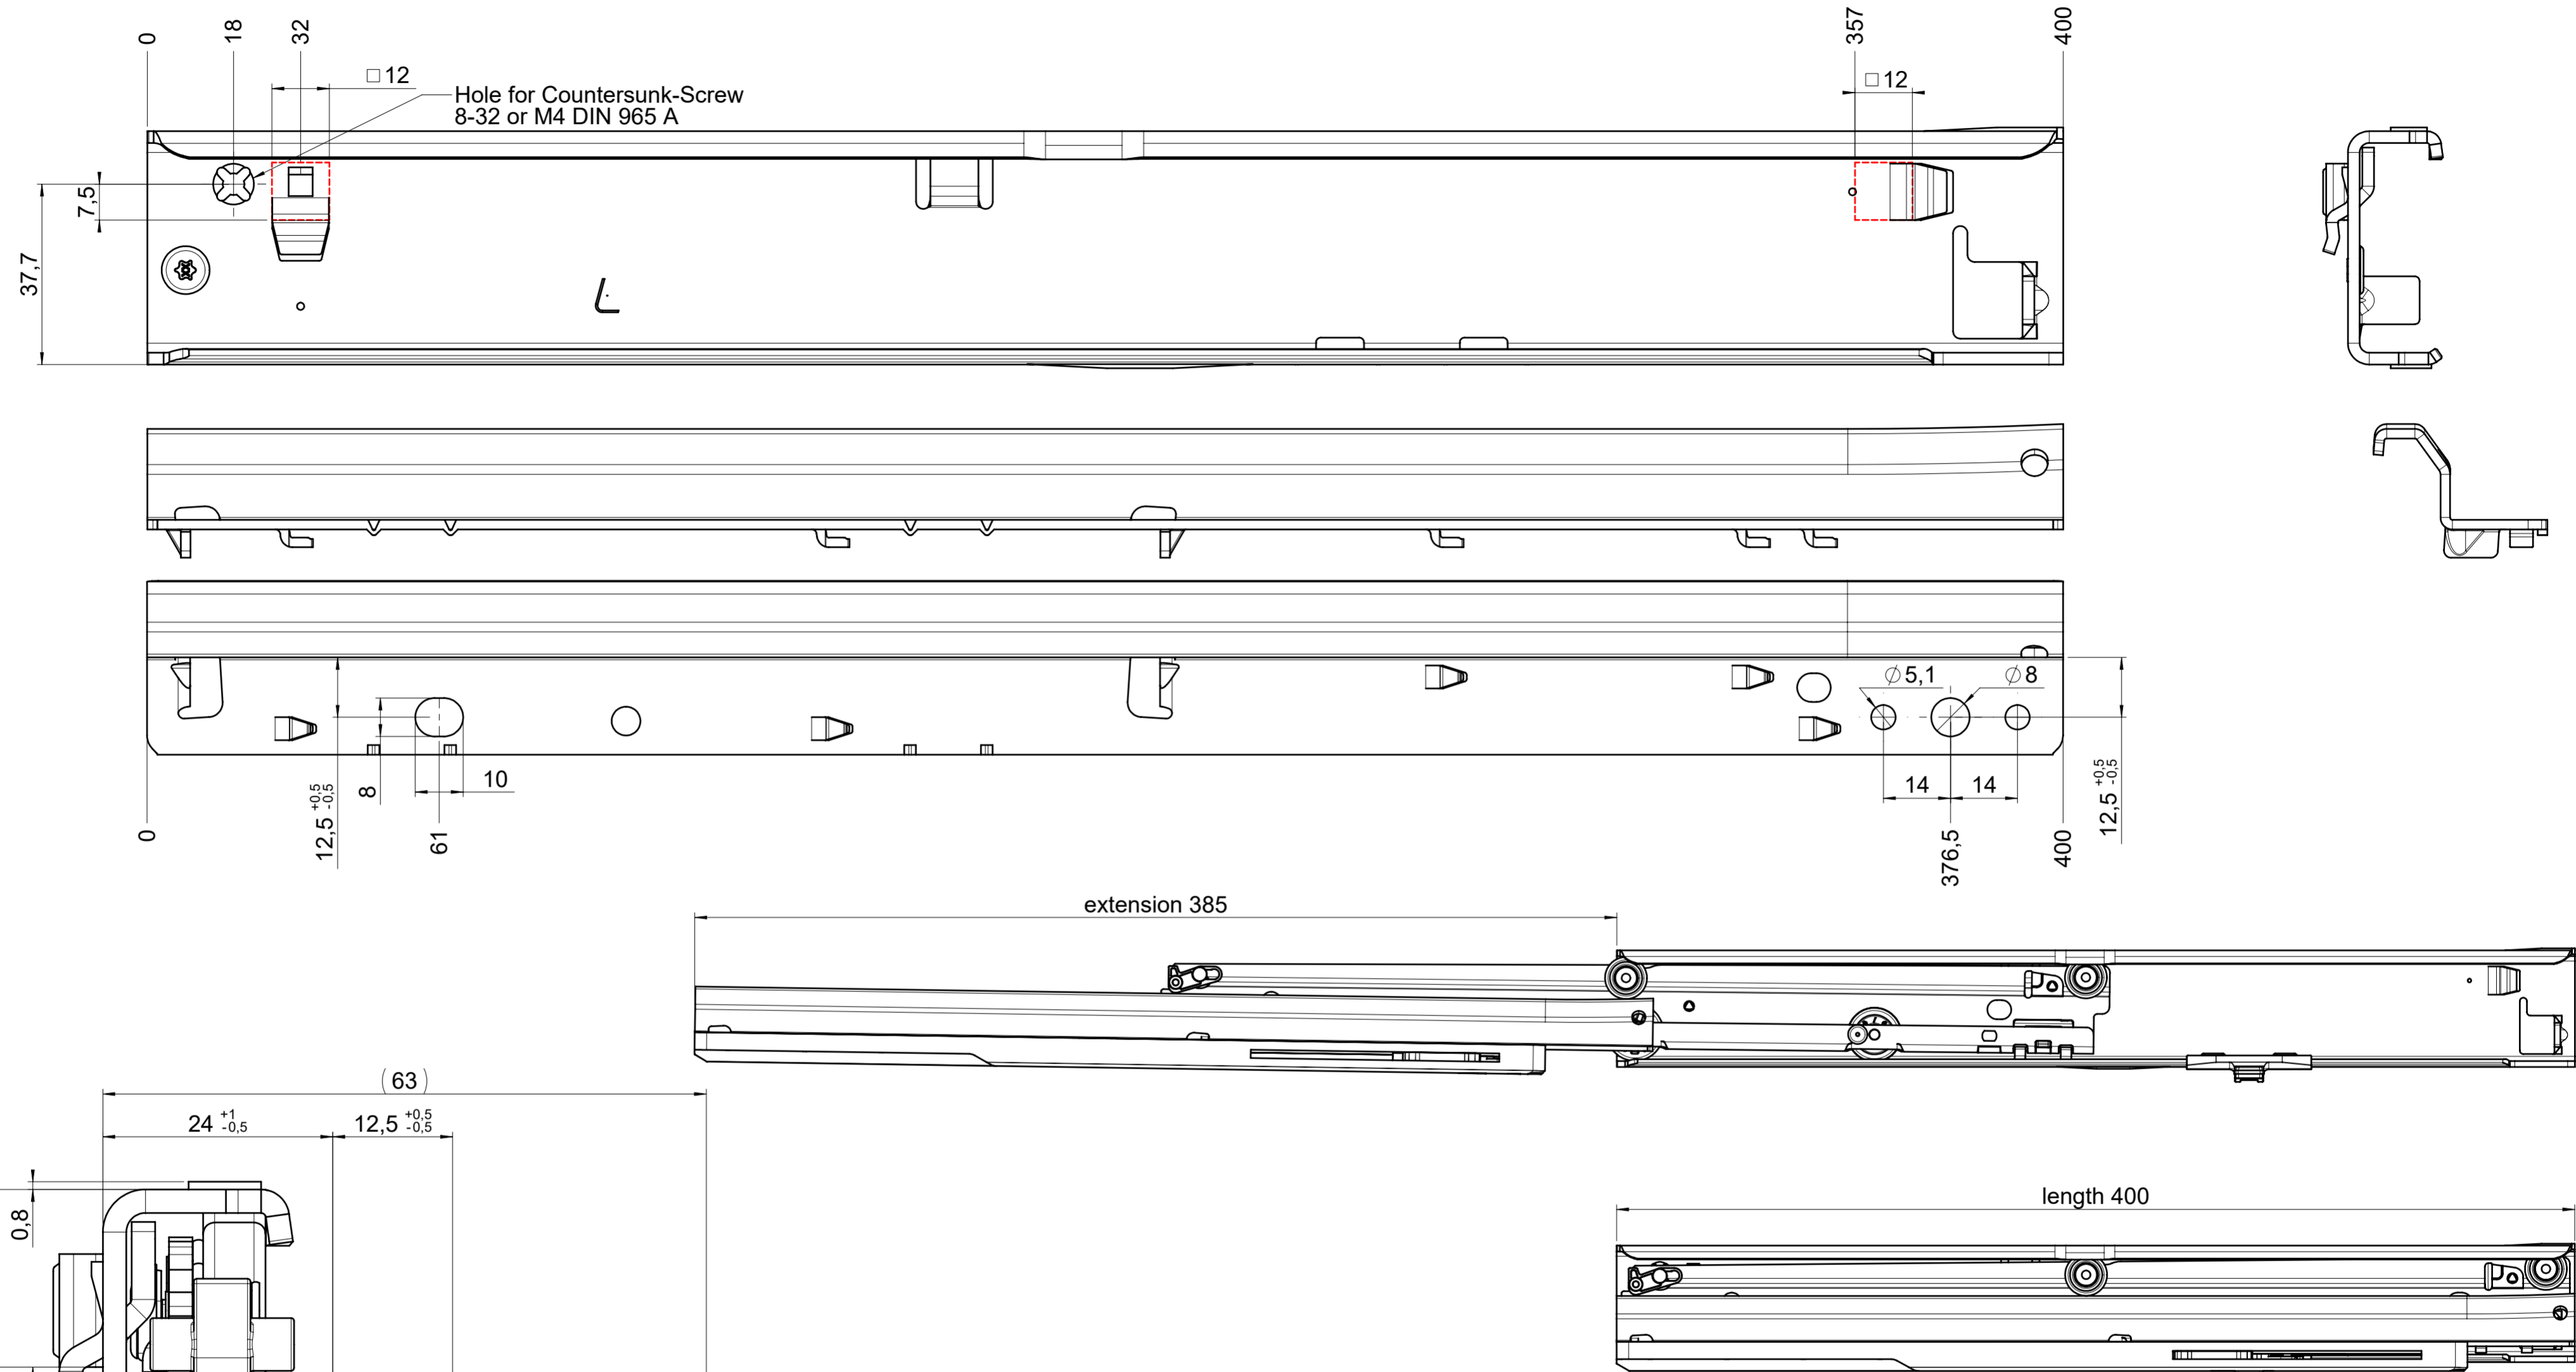 0
18
32
357
400
□12
□12
Hole for Countersunk-Screw
8-32 or M4 DIN 965 A
7,5
37,7
∅5,1
∅8
12,5 +0,5 -0,5
8
10
14
14
12,5 +0,5 -0,5
0
61
376,5
400
extension 385
(63)
24 +1 -0,5
12,5 +0,5 -0,5
0,8
length 400